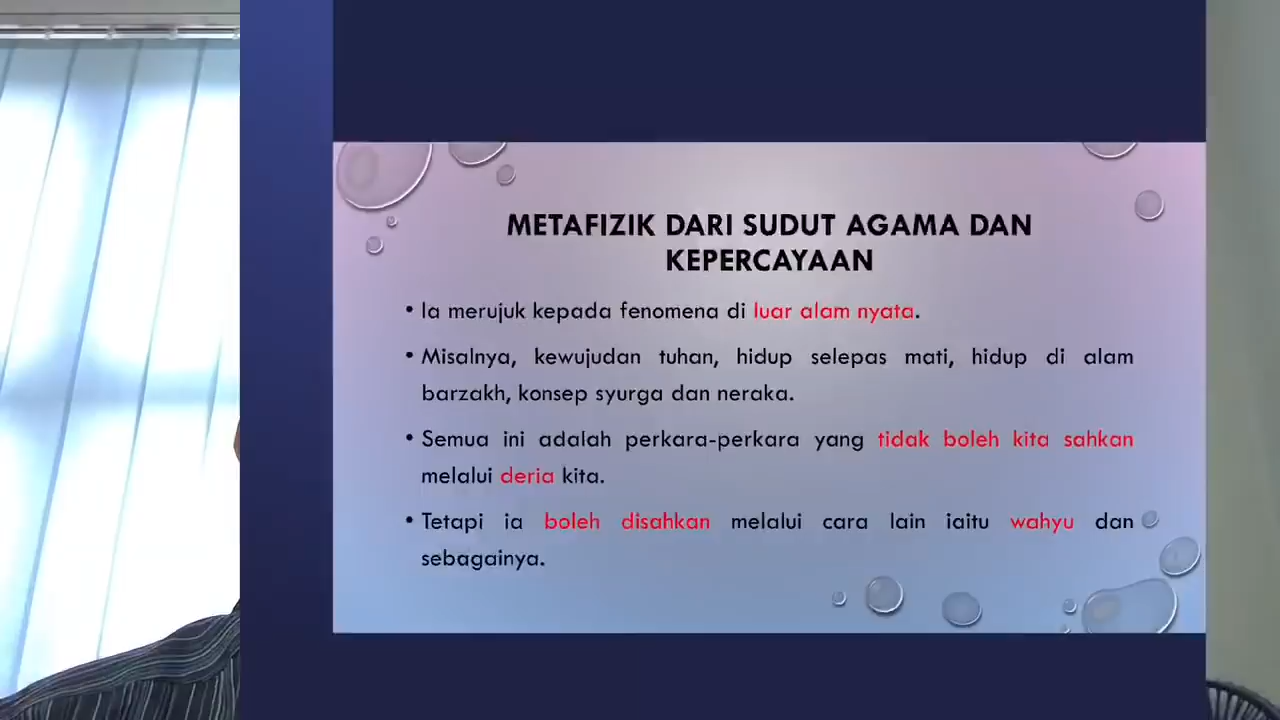 METAFIZIK DARI SUDUT AGAMA DAN
KEPERCAYAAN
• Ia merujuk kepada fenomena di luar alam nyata.
• Misalnya, kewujudan tuhan, hidup selepas mati, hidup di alam
barzakh, konsep syurga dan neraka.
• Semua ini adalah perkara-perkara yang tidak boleh kita sahkan
melalui deria kita.
• Tetapi ia boleh disahkan melalui cara lain iaitu wahyu dan
sebagainya.